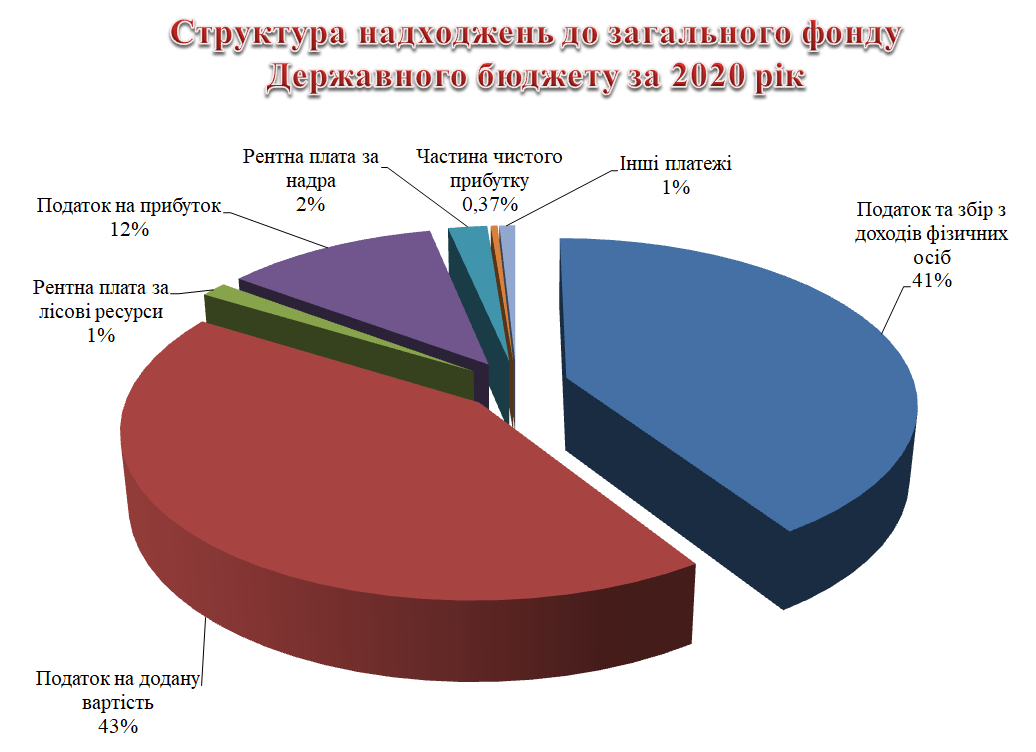 Структура надходжень до загального фонду
Державного бюджету за 2020 рік
Рентна плата за
надра
2%
Частина чистого
прибутку
0,37%
Інші платежі
1%
Податок на прибуток
12%
Податок та збір з
доходів фізичних
осіб
41%
Рентна плата за
лісові ресурси
1%
Податок на додану
вартість
43%